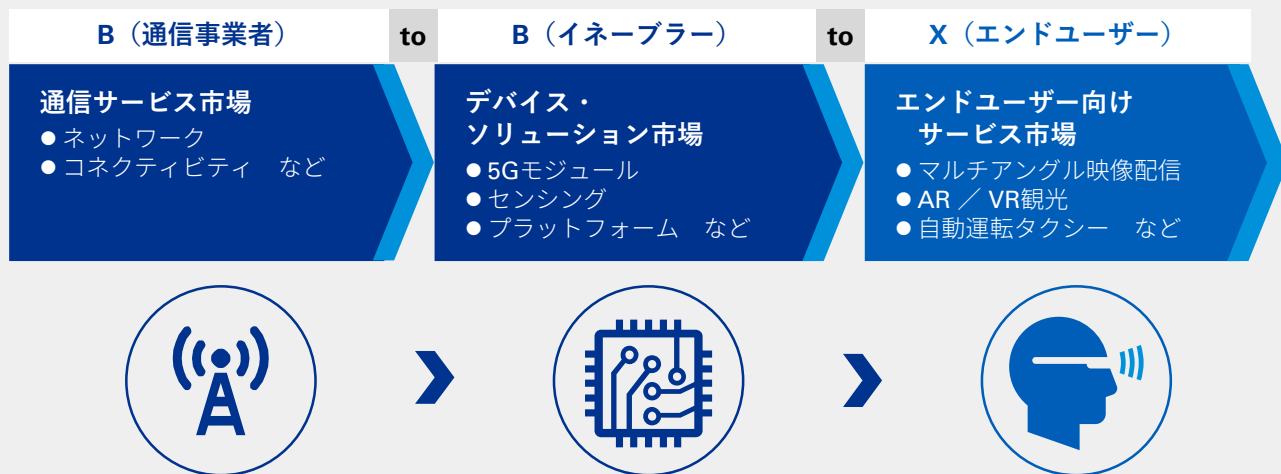 B（通信事業者） to B（イネーブラー） to X（エンドユーザー）
通信サービス市場
● ネットワーク
● コネクティビティ　など
デバイス・
ソリューション市場
● 5Gモジュール
● センシング
● プラットフォーム　など
エンドユーザー向け
サービス市場
● マルチアングル映像配信
● AR ／ VR観光
● 自動運転タクシー　など